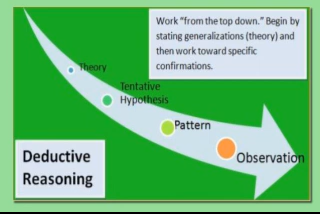 Work "from the top down." Begin by
stating generalizations (theory) and
then work toward specific
confirmations.
Theory
Tentative
Hypothesis
Pattern
Observation
Deductive
Reasoning